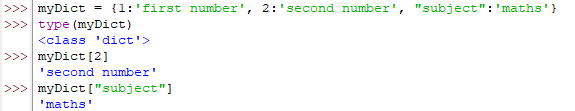 >>> myDict = {1:'first number', 2:'second number', "subject":'maths'}
>>> type(myDict)
<class 'dict'>
>>> myDict[2]
'second number'
>>> myDict["subject"]
'maths'